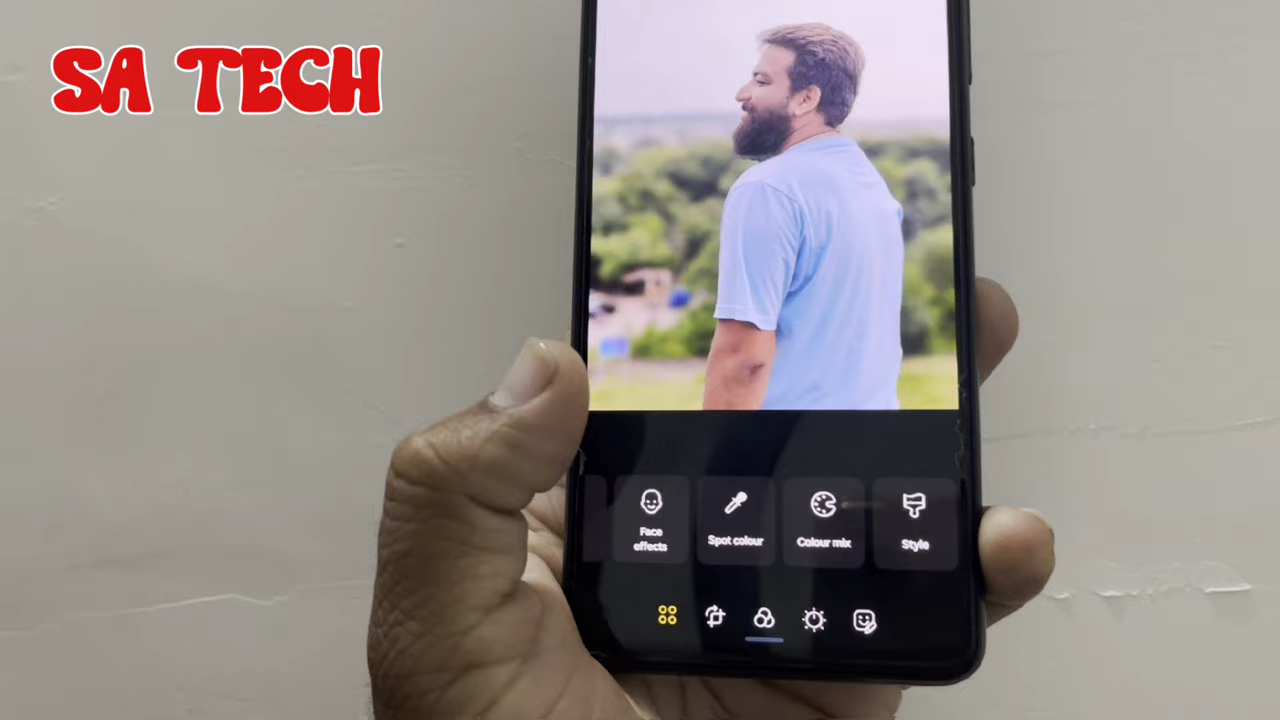 SA TECH
Face
effects
Spot colour
Colour mix
Style